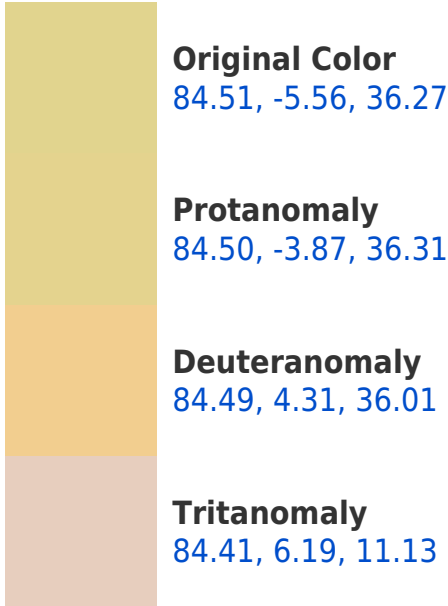 Original Color
84.51, -5.56, 36.27
Protanomaly
84.50, -3.87, 36.31
Deuteranomaly
84.49, 4.31, 36.01
Tritanomaly
84.41, 6.19, 11.13